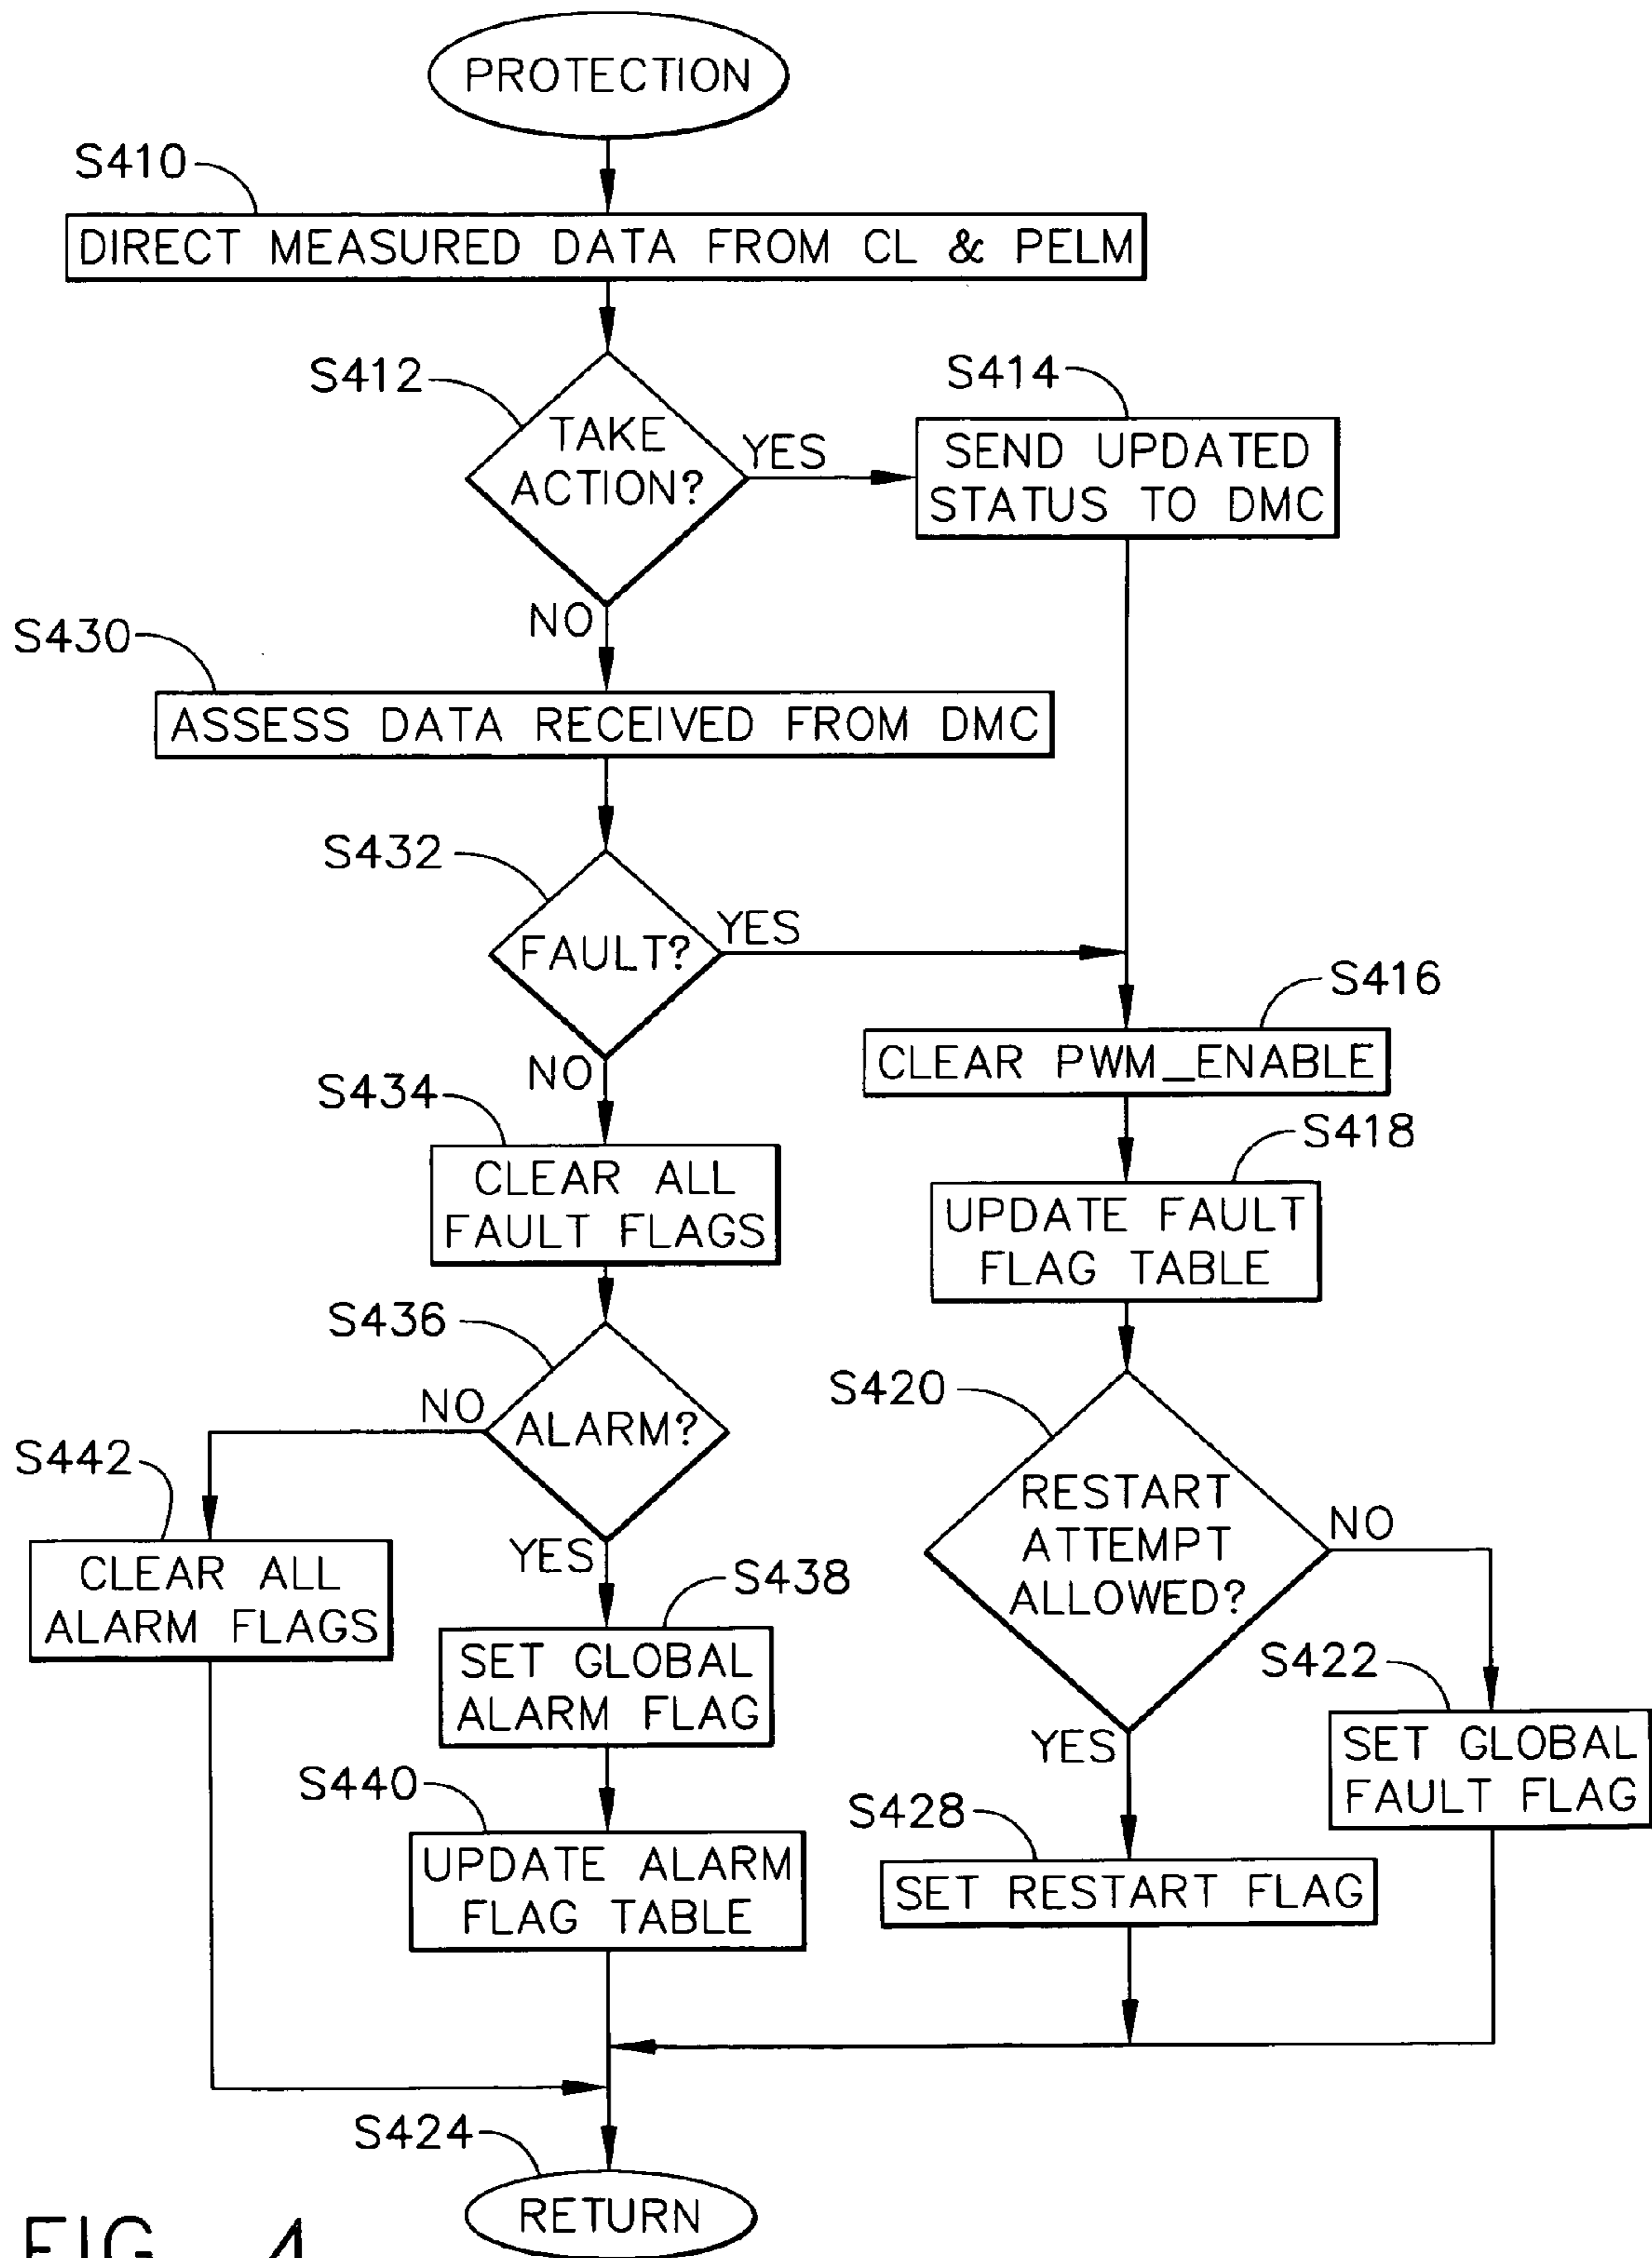 PROTECTION
S410
DIRECT MEASURED DATA FROM CL & PELM
S412
TAKE
ACTION?
YES
S414
SEND UPDATED
STATUS TO DMC
NO
S430
ASSESS DATA RECEIVED FROM DMC
S432
FAULT?
YES
NO
S416
CLEAR PWM_ENABLE
S434
CLEAR ALL
FAULT FLAGS
S418
UPDATE FAULT
FLAG TABLE
S436
ALARM?
NO
YES
S442
CLEAR ALL
ALARM FLAGS
S438
SET GLOBAL
ALARM FLAG
S440
UPDATE ALARM
FLAG TABLE
S420
RESTART
ATTEMPT
ALLOWED?
NO
YES
S422
SET GLOBAL
FAULT FLAG
S428
SET RESTART FLAG
S424
RETURN
FIG. 4